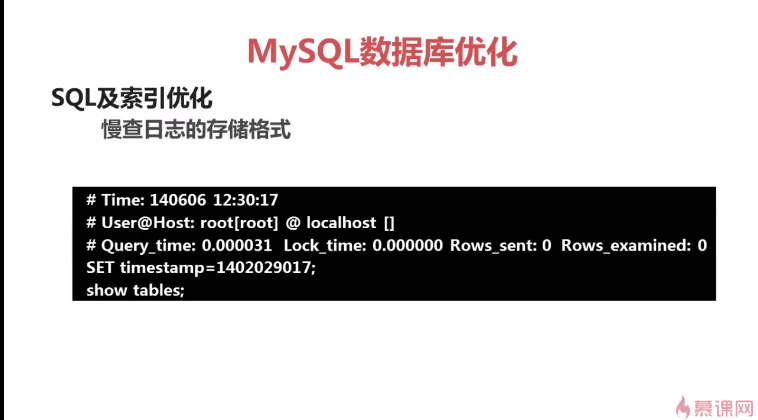 MySQL数据库优化
SQL及索引优化
慢查日志的存储格式
# Time: 140606 12:30:17
# User@Host: root[root] @ localhost []
# Query_time: 0.000031  Lock_time: 0.000000 Rows_sent: 0  Rows_examined: 0
SET timestamp=1402029017;
show tables;
慕课网